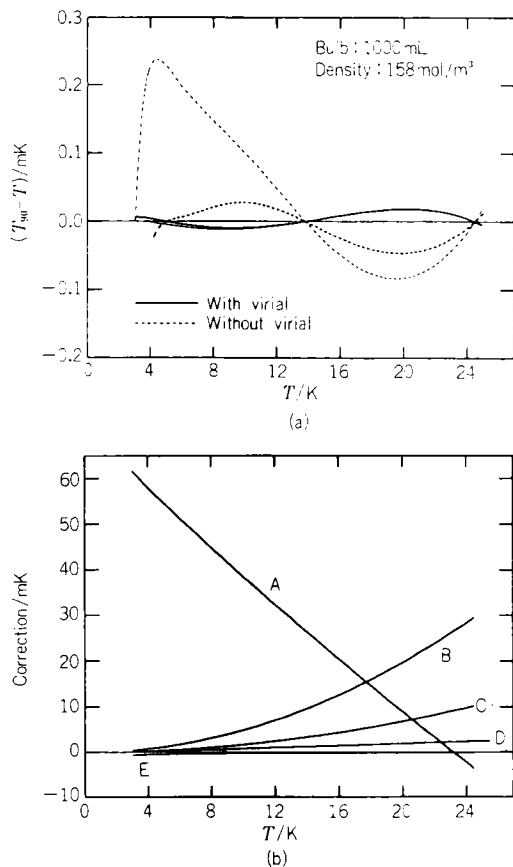 0.3
Bulb : 1000 mL
Density : 158 mol/m³
0.2
0.1
0.0
-0.1
-0.2
(T₉₀ - T)/mK
With virial
Without virial
0 4 8 12 16 20 24
T/K
(a)
60
50
40
30
20
10
0
-10
Correction/mK
A
B
C
D
E
0 4 8 12 16 20 24
T/K
(b)